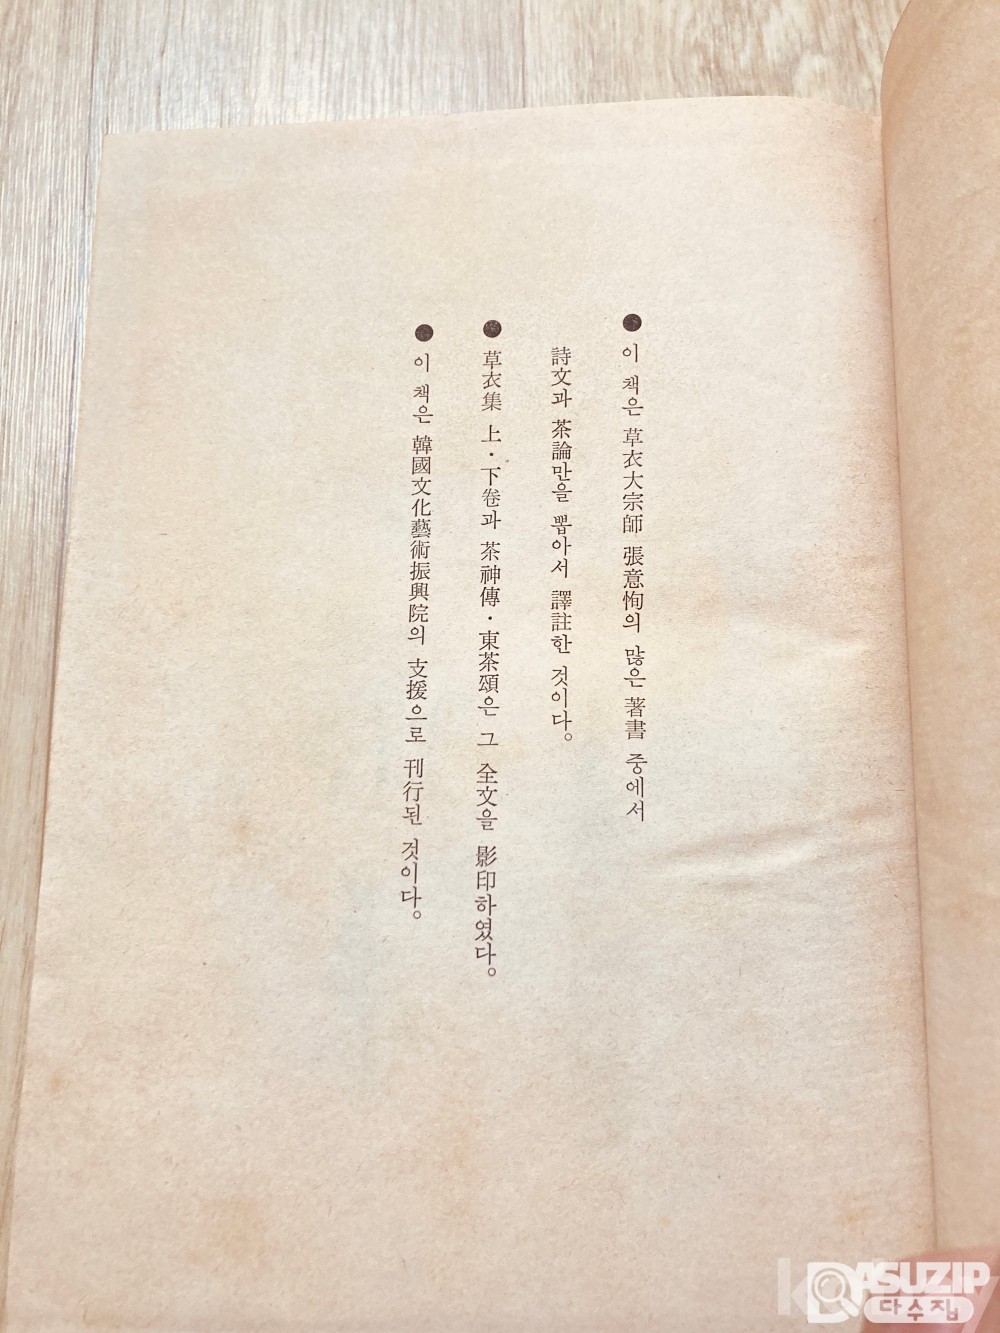 ● 이 책은 草衣大宗師 張意恂의 많은 著書 중에서
詩文과 茶論만을 뽑아서 譯註한 것이다。
● 草衣集 上・下卷과 茶神傳・東茶頌은 그 全文을 影印하였다。
● 이 책은 韓國文化藝術振興院의 支援으로 刊行된 것이다。
DASUZIP
다수집